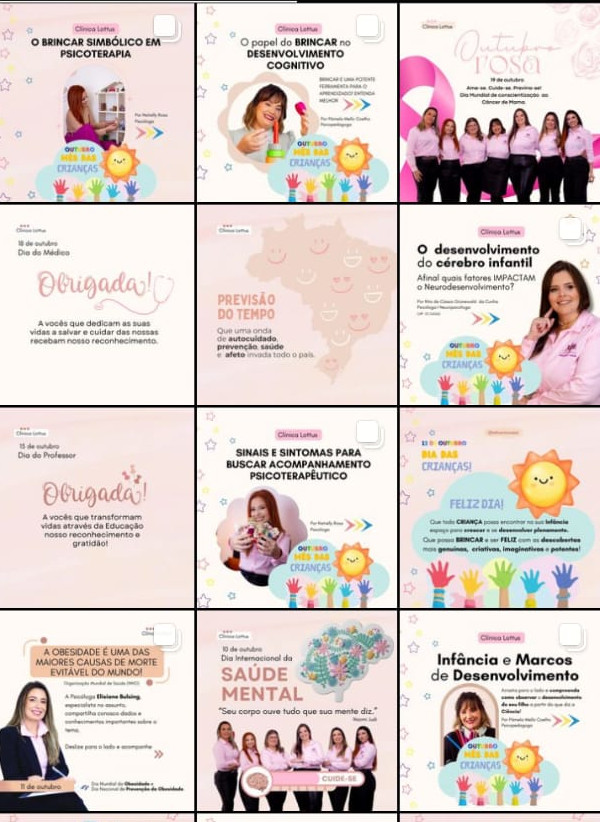 Clínica Lottus
O BRINCAR SIMBÓLICO EM
PSICOTERAPIA
Por Natielly Rosa
Psicóloga
OUTUBRO
MÊS DAS
CRIANÇAS
Clínica Lottus
O papel do BRINCAR no
DESENVOLVIMENTO
COGNITIVO
BRINCAR É UMA POTENTE
FERRAMENTA PARA O
APRENDIZADO! ENTENDA
MELHOR
Por Pâmela Mello Coelho
Psicopedagoga
OUTUBRO
MÊS DAS
CRIANÇAS
Clínica Lottus
Outubro
rosa
19 de outubro
Ame-se. Cuide-se. Previna-se!
Dia Mundial de conscientização ao
Câncer de Mama.
Clínica Lottus
18 de outubro
Dia do Médico
Obrigada!
A vocês que dedicam as suas
vidas a salvar e cuidar das nossas
recebam nosso reconhecimento.
Clínica Lottus
PREVISÃO
DO TEMPO
Que uma onda
de autocuidado,
prevenção, saúde
e afeto invada todo o país.
Clínica Lottus
O desenvolvimento
do cérebro infantil
Afinal quais fatores IMPACTAM
o Neurodesenvolvimento?
Por Rita de Cássia
da Cunha
Psicóloga
OUTUBRO
MÊS DAS
CRIANÇAS
Clínica Lottus
15 de outubro
Dia do Professor
Obrigada!
A vocês que transformam
vidas através da Educação
nosso reconhecimento e
gratidão!
Clínica Lottus
SINAIS E SINTOMAS PARA
BUSCAR ACOMPANHAMENTO
PSICOTERAPÊUTICO
Por Natielly Rosa
Psicóloga
OUTUBRO
MÊS DAS
CRIANÇAS
12 DE OUTUBRO
DIA DAS
CRIANÇAS!
FELIZ DIA!
Que toda CRIANÇA possa encontrar na sua Infância
espaço para crescer e se desenvolver plenamente.
Que possa BRINCAR e ser FELIZ com as descobertas
mais genuínas, criativas, imaginativas e potentes!
A OBESIDADE É UMA DAS
MAIORES CAUSAS DE MORTE
EVITÁVEL DO MUNDO!
Organização Mundial de Saúde (OMS)
A Psicóloga Elisiane Bulsing,
especialista no assunto,
compartilha conosco dados e
conhecimentos importantes sobre o
tema.
Deslize para o lado e acompanhe
11 de outubro
Dia Mundial da Obesidade e
Dia Nacional de Prevenção da Obesidade
Clínica Lottus
10 de outubro
Dia Internacional da
SAÚDE
MENTAL
"Seu corpo ouve tudo que sua mente diz."
Naomi Judd
CUIDE-SE
Clínica Lottus
Infância e Marcos
de Desenvolvimento
Arraste para o lado e compreenda
como observar o desenvolvimento
do seu filho a partir do que diz a
Ciência!
Por Pâmela Mello Coelho
Psicopedagoga
OUTUBRO
MÊS DAS
CRIANÇAS